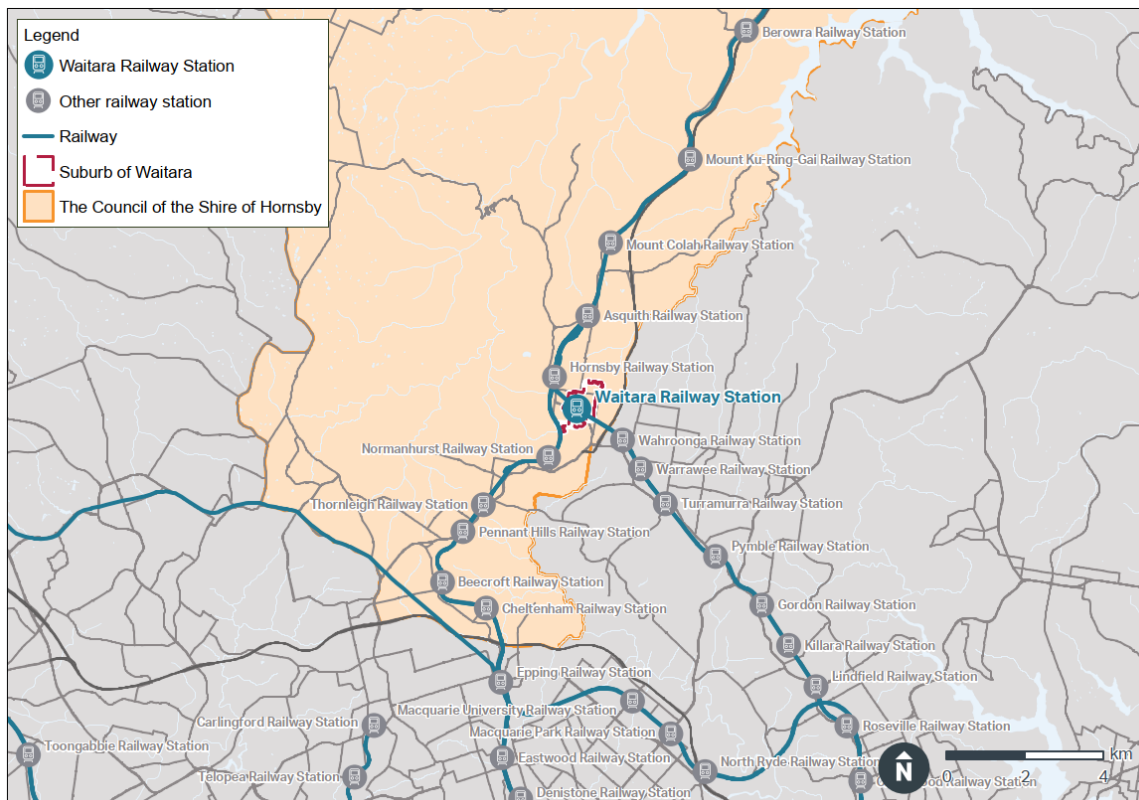 Legend
Waitara Railway Station
Other railway station
Railway
Suburb of Waitara
The Council of the Shire of Hornsby
Berowra Railway Station
Mount Ku-Ring-Gai Railway Station
Mount Colah Railway Station
Asquith Railway Station
Hornsby Railway Station
Waitara Railway Station
Wahroonga Railway Station
Normanhurst Railway Station
Warrawee Railway Station
Thornleigh Railway Station
Turramurra Railway Station
Pennant Hills Railway Station
Pymble Railway Station
Beecroft Railway Station
Cheltenham Railway Station
Gordon Railway Station
Killara Railway Station
Epping Railway Station
Lindfield Railway Station
Macquarie University Railway Station
Carlingford Railway Station
Roseville Railway Station
Macquarie Park Railway Station
Toongabbie Railway Station
Eastwood Railway Station
North Ryde Railway Station
Telopea Railway Station
Railway Station
Denistone Railway Station
N
0 2 4
km